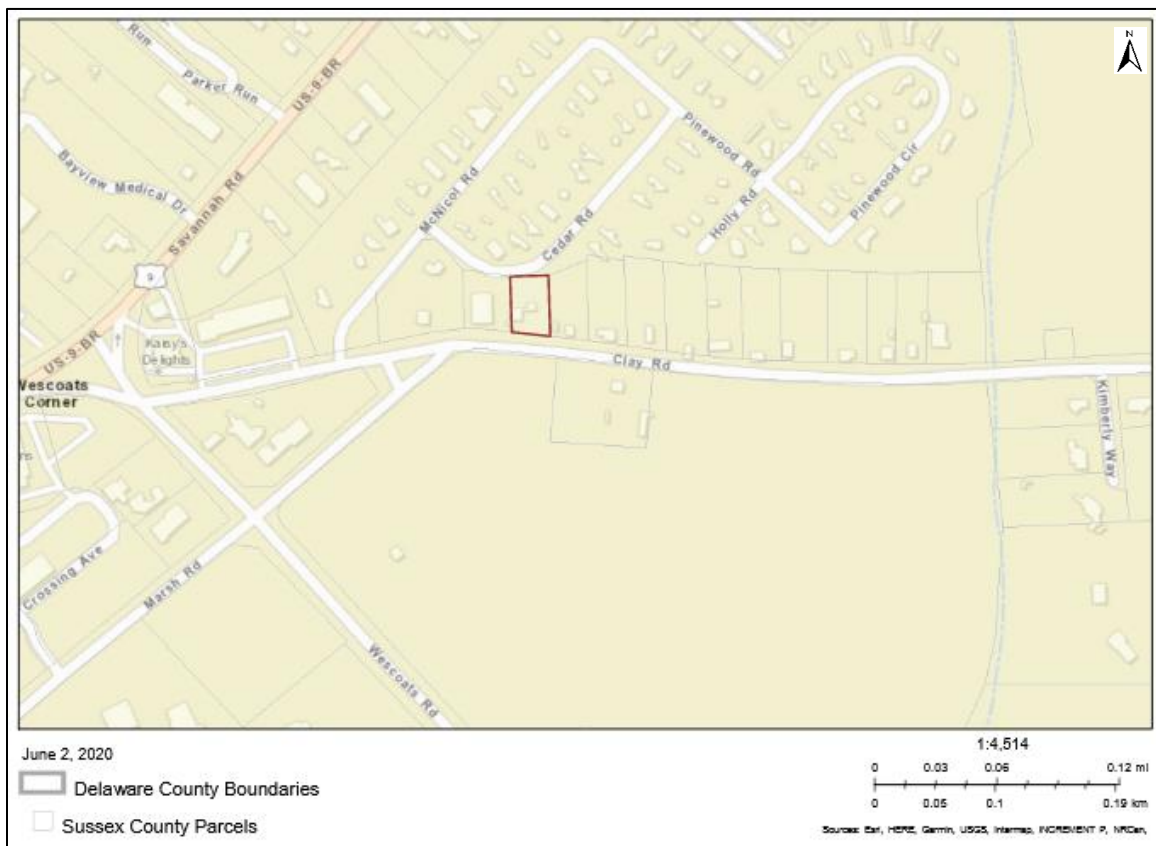 N
Run
Parker Run
US-9-BR
Bayview Medical Dr
Savannah Rd
McNicol Rd
Pinewood Rd
Pinewood Cir
Holly Rd
Cedar Rd
9
US-9-BR
Kaisy's
Delights
Wescoats
Corner
Clay Rd
Kimberly Way
Crossing Ave
Marsh Rd
Wescoats Rd
June 2, 2020
Delaware County Boundaries
Sussex County Parcels
1:4,514
0 0.03 0.06 0.12 mi
0 0.05 0.1 0.19 km
Sources: Esri, HERE, Garmin, USGS, Intermap, INCREMENT P, NRCan,